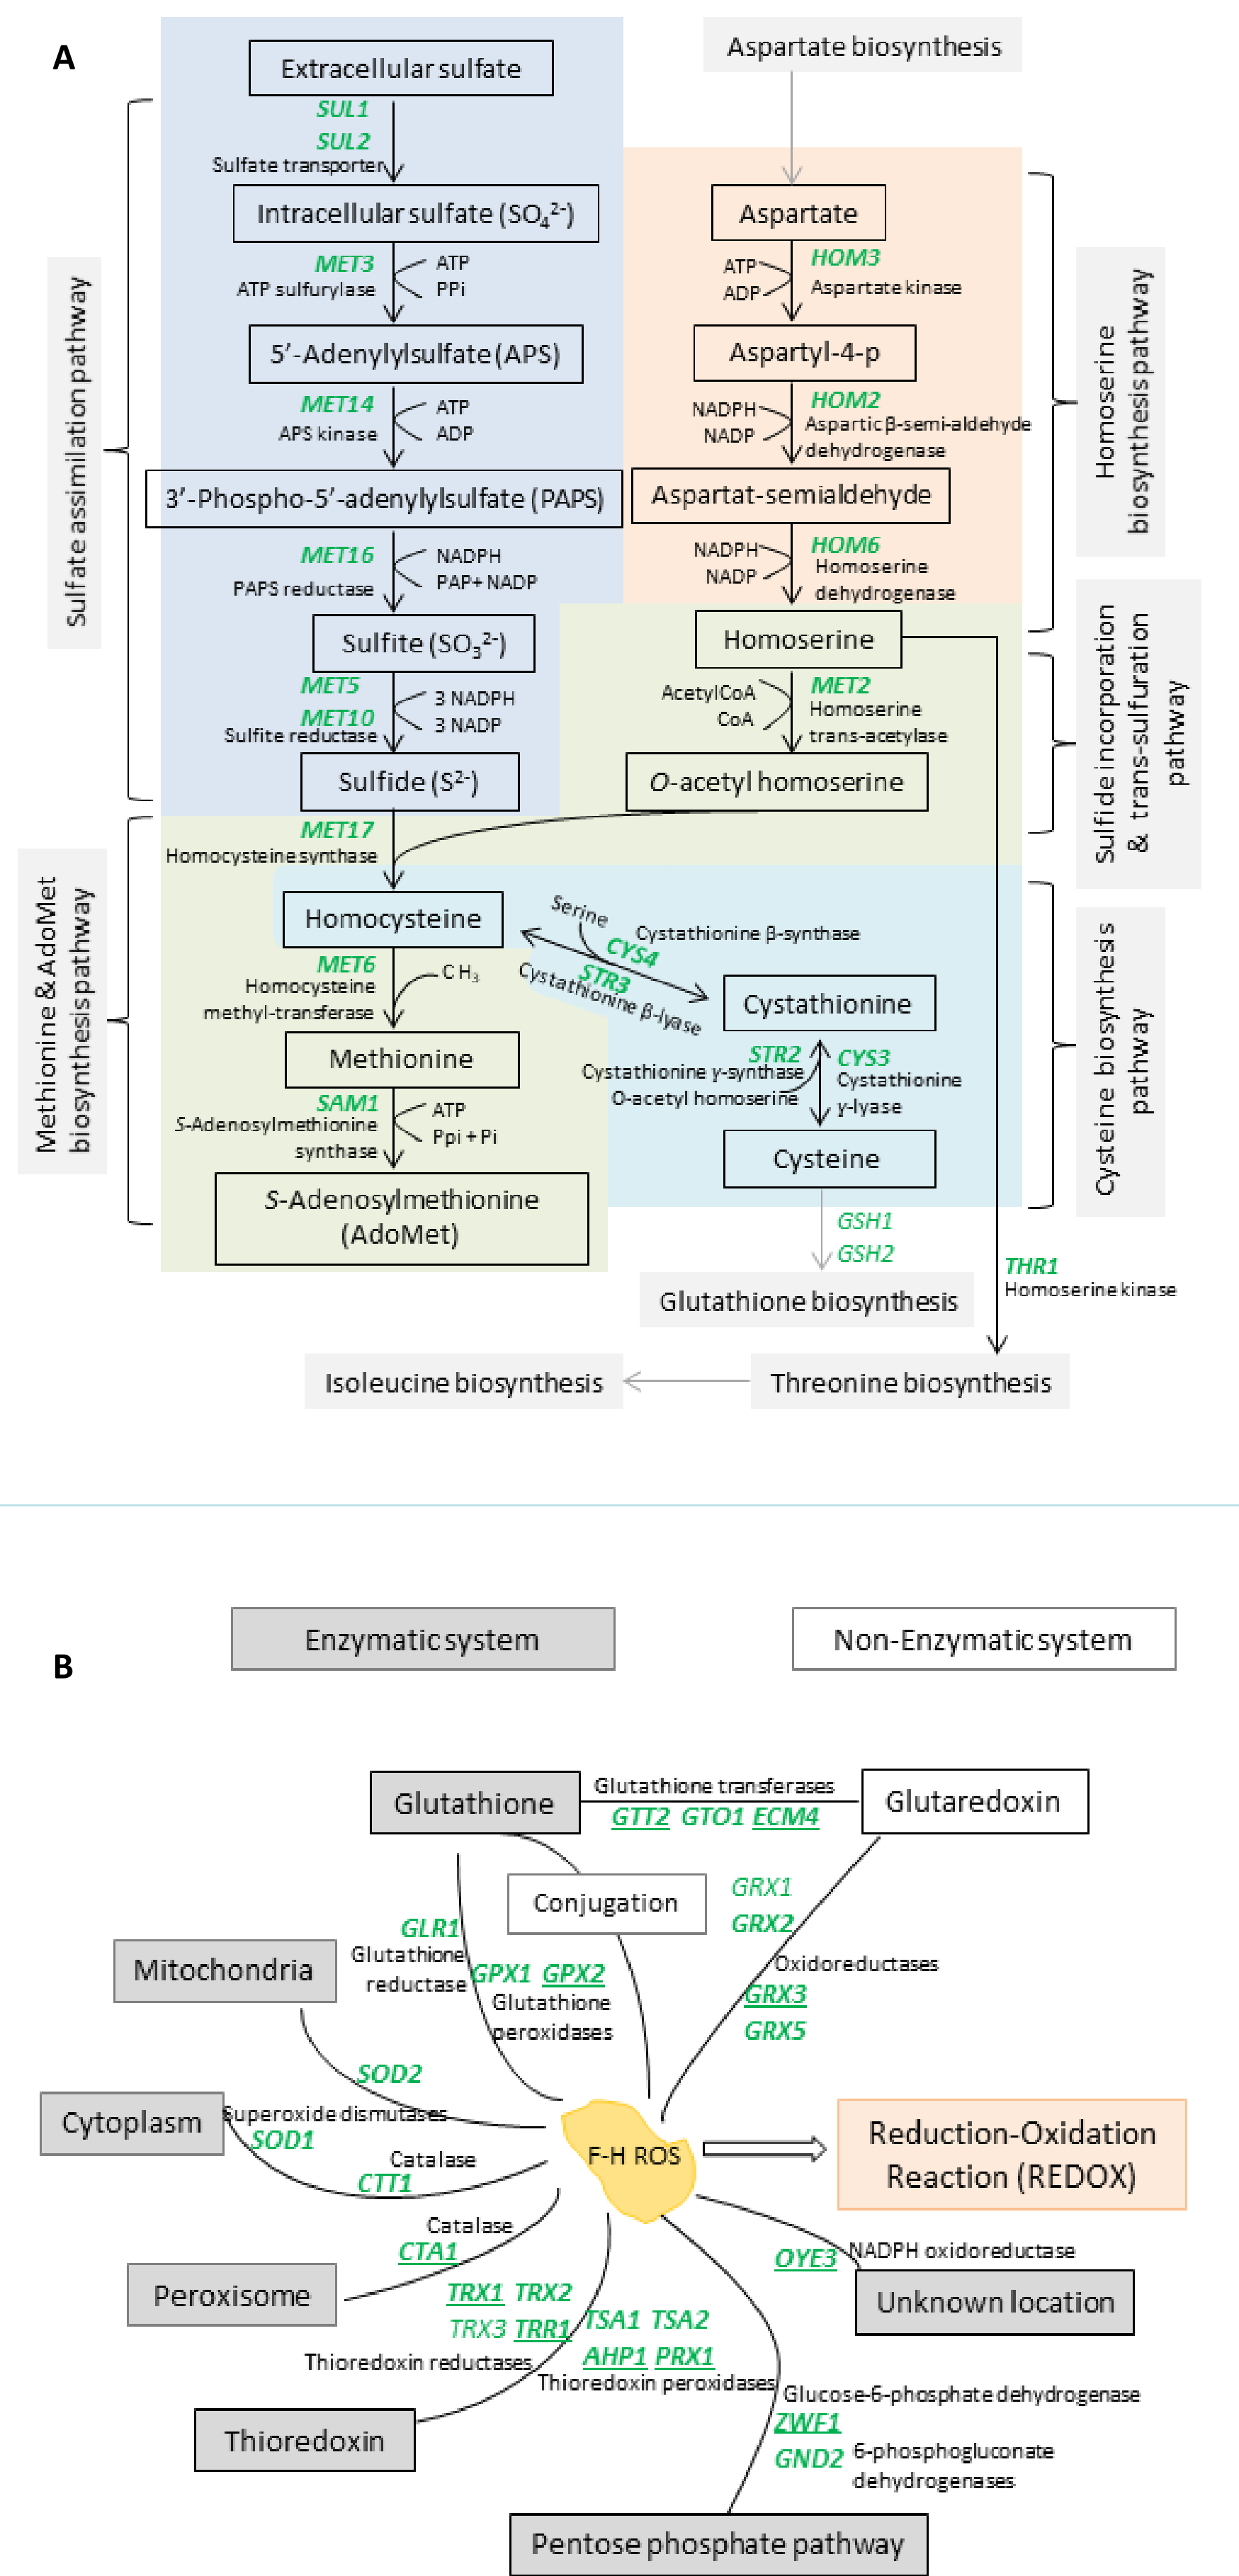 A
Extracellular sulfate
SUL1
SUL2
Sulfate transporter
Intracellular sulfate (SO₄²⁻)
MET3
ATP sulfurylase
ATP
PPi
5′-Adenylylsulfate (APS)
MET14
APS kinase
ATP
ADP
3′-Phospho-5′-adenylylsulfate (PAPS)
MET16
PAPS reductase
NADPH
PAP+ NADP
Sulfite (SO₃²⁻)
MET5
MET10
Sulfite reductase
3 NADPH
3 NADP
Sulfide (S²⁻)
Sulfate assimilation pathway
Aspartate biosynthesis
Aspartate
ATP
ADP
HOM3
Aspartate kinase
Aspartyl-4-p
NADPH
NADP
HOM2
Aspartic β-semi-aldehyde
dehydrogenase
Aspartat-semialdehyde
NADPH
NADP
HOM6
Homoserine
dehydrogenase
Homoserine
Homoserine
biosynthesis pathway
AcetylCoA
CoA
MET2
Homoserine
trans-acetylase
O-acetyl homoserine
Sulfide incorporation
& trans-sulfuration
pathway
MET17
Homocysteine synthase
Homocysteine
MET6
Homocysteine
methyl-transferase
CH₃
Methionine
SAM1
S-Adenosylmethionine
synthase
ATP
Ppi + Pi
S-Adenosylmethionine
(AdoMet)
Methionine & AdoMet
biosynthesis pathway
Serine
Cystathionine β-synthase
CYS4
STR3
Cystathionine β-lyase
Cystathionine
STR2
Cystathionine γ-synthase
O-acetyl homoserine
CYS3
Cystathionine
γ-lyase
Cysteine
Cysteine biosynthesis
pathway
GSH1
GSH2
Glutathione biosynthesis
THR1
Homoserine kinase
Isoleucine biosynthesis
Threonine biosynthesis
B
Enzymatic system
Non-Enzymatic system
Glutathione
Glutathione transferases
GTT2 GTO1 ECM4
Glutaredoxin
Conjugation
GRX1
GRX2
Oxidoreductases
GRX3
GRX5
GLR1
Glutathione
reductase
GPX1 GPX2
Glutathione
peroxidases
Mitochondria
SOD2
Cytoplasm
Superoxide dismutases
SOD1
Catalase
CTT1
F-H ROS
Reduction-Oxidation
Reaction (REDOX)
Catalase
CTA1
Peroxisome
OYE3
NADPH oxidoreductase
Unknown location
TRX1 TRX2
TRX3 TRR1
Thioredoxin reductases
TSA1 TSA2
AHP1 PRX1
Thioredoxin peroxidases
Thioredoxin
Glucose-6-phosphate dehydrogenase
ZWF1
GND2
6-phosphogluconate
dehydrogenases
Pentose phosphate pathway